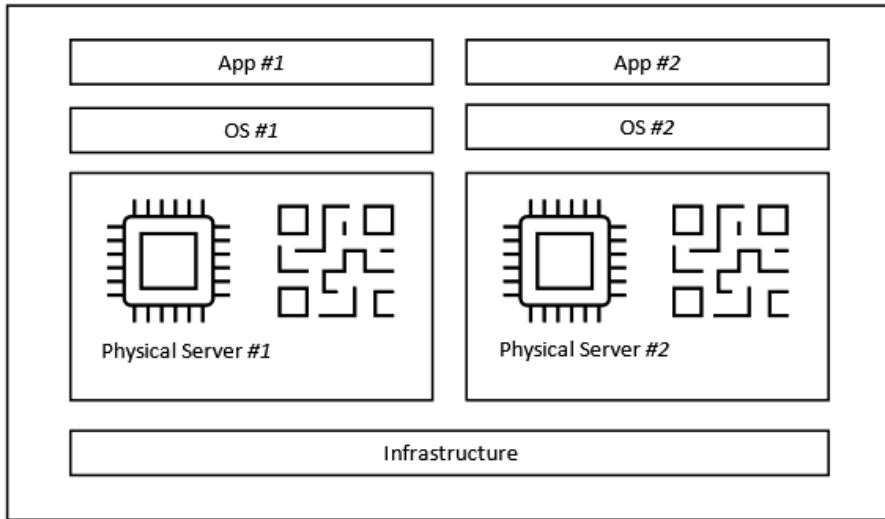 App #1
App #2
OS #1
OS #2
Physical Server #1
Physical Server #2
Infrastructure